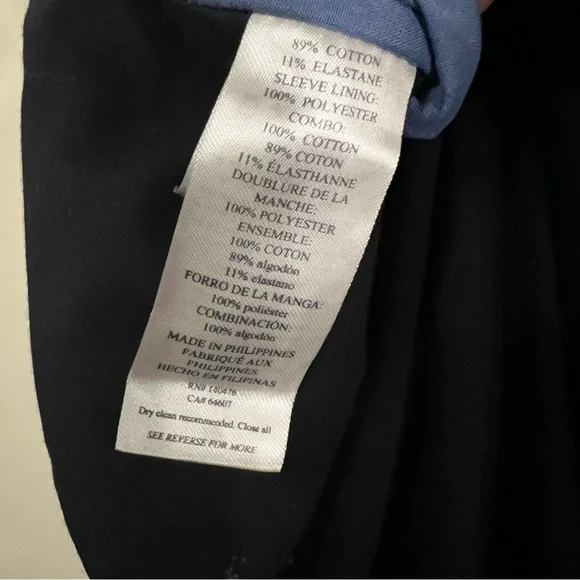 89% COTTON
11% ELASTANE
SLEEVE LINING:
100% POLYESTER
COMBO:
100% COTTON
89% COTON
11% ÉLASTHANNE
DOUBLURE DE LA
MANCHE:
100% POLYESTER
ENSEMBLE:
100% COTON
89% algodón
11% elastano
FORRO DE LA MANGA:
100% poliéster
COMBINACIÓN:
100% algodón
MADE IN PHILIPPINES
FABRIQUÉ AUX
PHILIPPINES
HECHO EN FILIPINAS
RN# 140476
CA# 64607
Dry clean recommended. Close all
SEE REVERSE FOR MORE